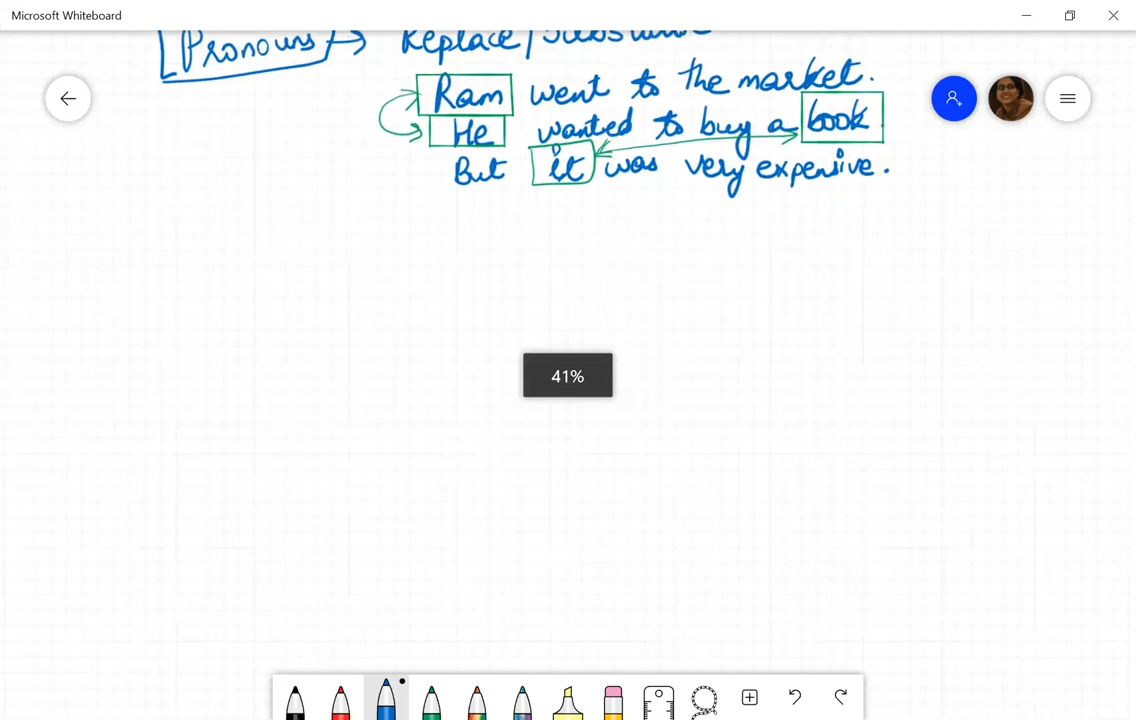 Microsoft Whiteboard
Pronouns → Replace/Substitute
Ram went to the market.
He wanted to buy a book.
But it was very expensive.
41%